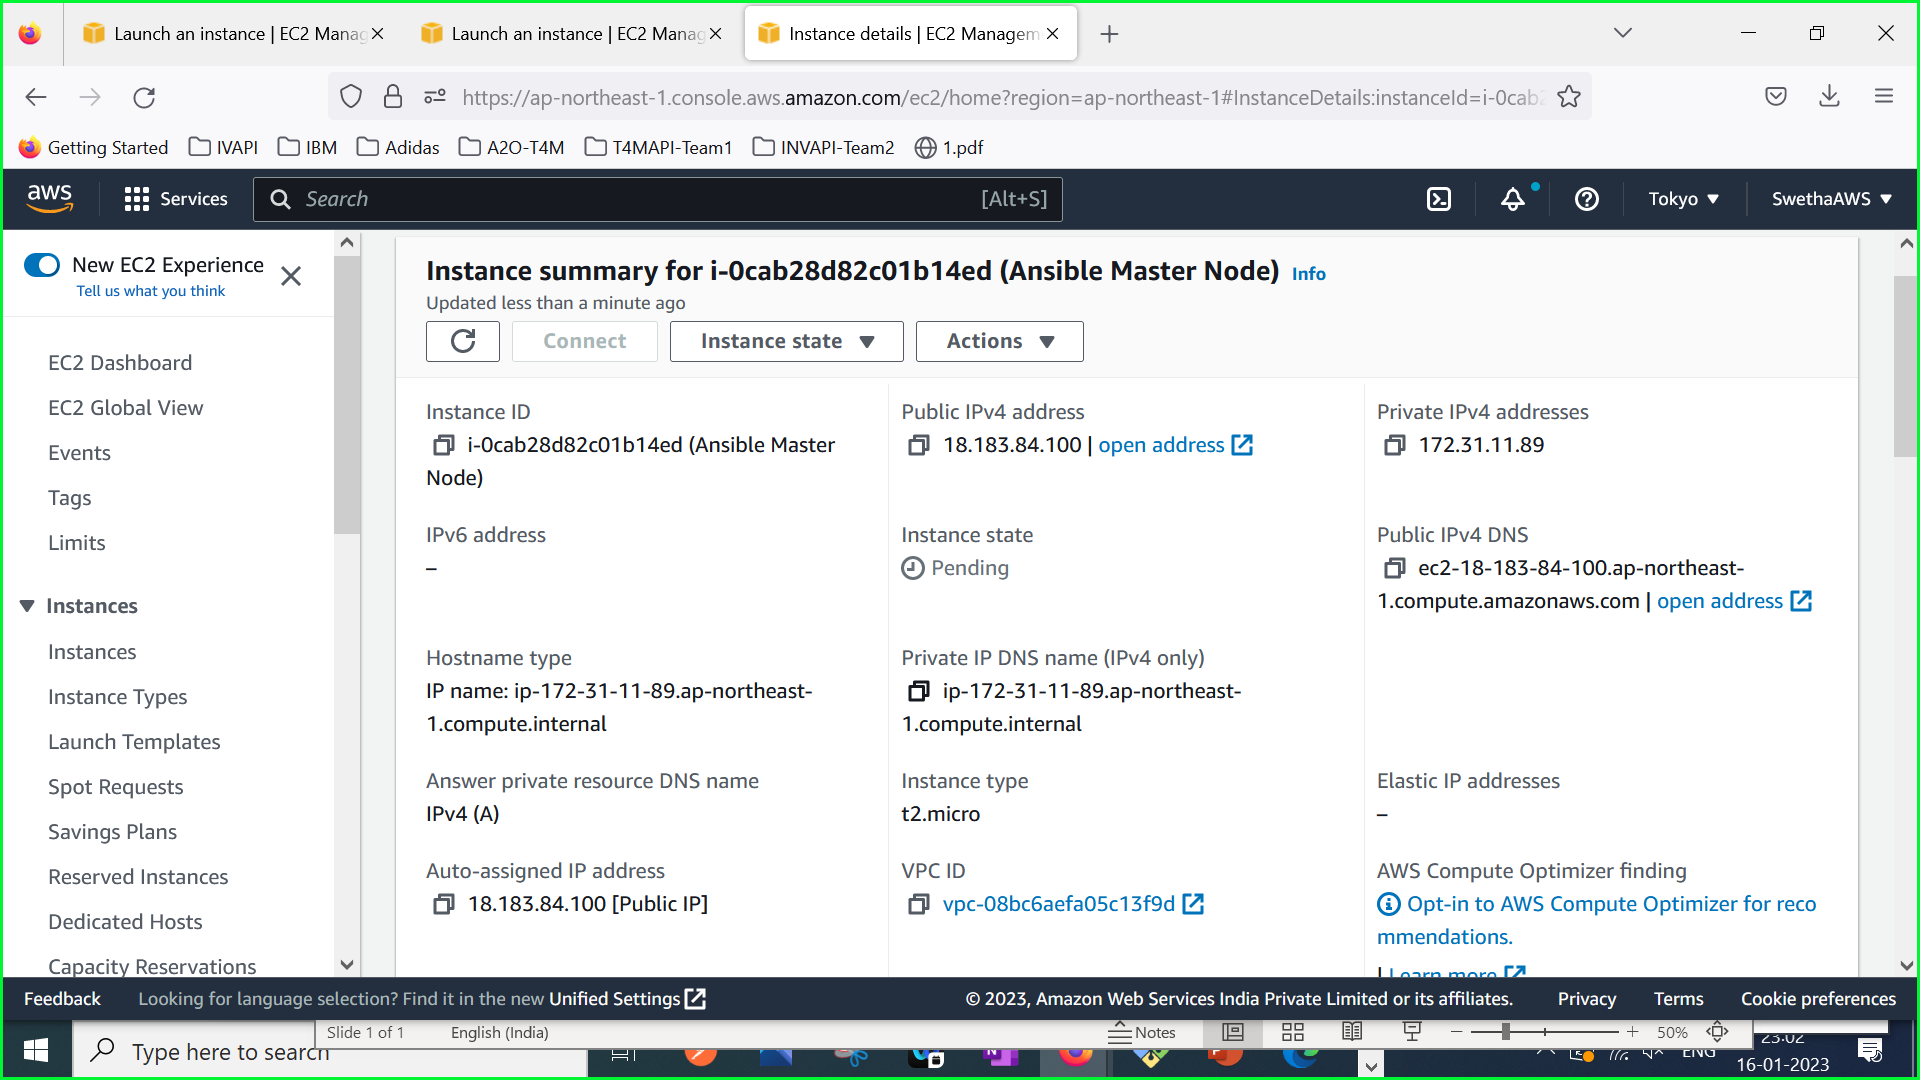 Launch an instance | EC2 Manag
Launch an instance | EC2 Manag
Instance details | EC2 Managem
https://ap-northeast-1.console.aws.amazon.com/ec2/home?region=ap-northeast-1#InstanceDetails:instanceId=i-0cab2
Getting Started
IVAPI
IBM
Adidas
A2O-T4M
T4MAPI-Team1
INVAPI-Team2
1.pdf
aws
Services
Search
[Alt+S]
Tokyo
SwethaAWS
New EC2 Experience
Tell us what you think
EC2 Dashboard
EC2 Global View
Events
Tags
Limits
Instances
Instances
Instance Types
Launch Templates
Spot Requests
Savings Plans
Reserved Instances
Dedicated Hosts
Capacity Reservations
Instance summary for i-0cab28d82c01b14ed (Ansible Master Node) Info
Updated less than a minute ago
Connect
Instance state
Actions
Instance ID
i-0cab28d82c01b14ed (Ansible Master
Node)
Public IPv4 address
18.183.84.100 | open address
Private IPv4 addresses
172.31.11.89
IPv6 address
–
Instance state
Pending
Public IPv4 DNS
ec2-18-183-84-100.ap-northeast-
1.compute.amazonaws.com | open address
Hostname type
IP name: ip-172-31-11-89.ap-northeast-
1.compute.internal
Private IP DNS name (IPv4 only)
ip-172-31-11-89.ap-northeast-
1.compute.internal
Answer private resource DNS name
IPv4 (A)
Instance type
t2.micro
Elastic IP addresses
–
Auto-assigned IP address
18.183.84.100 [Public IP]
VPC ID
vpc-08bc6aefa05c13f9d
AWS Compute Optimizer finding
Opt-in to AWS Compute Optimizer for reco
mmendations.
| Learn more
Feedback
Looking for language selection? Find it in the new Unified Settings
© 2023, Amazon Web Services India Private Limited or its affiliates.
Privacy
Terms
Cookie preferences
Slide 1 of 1
English (India)
Notes
50%
Type here to search
ENG
23:02
16-01-2023